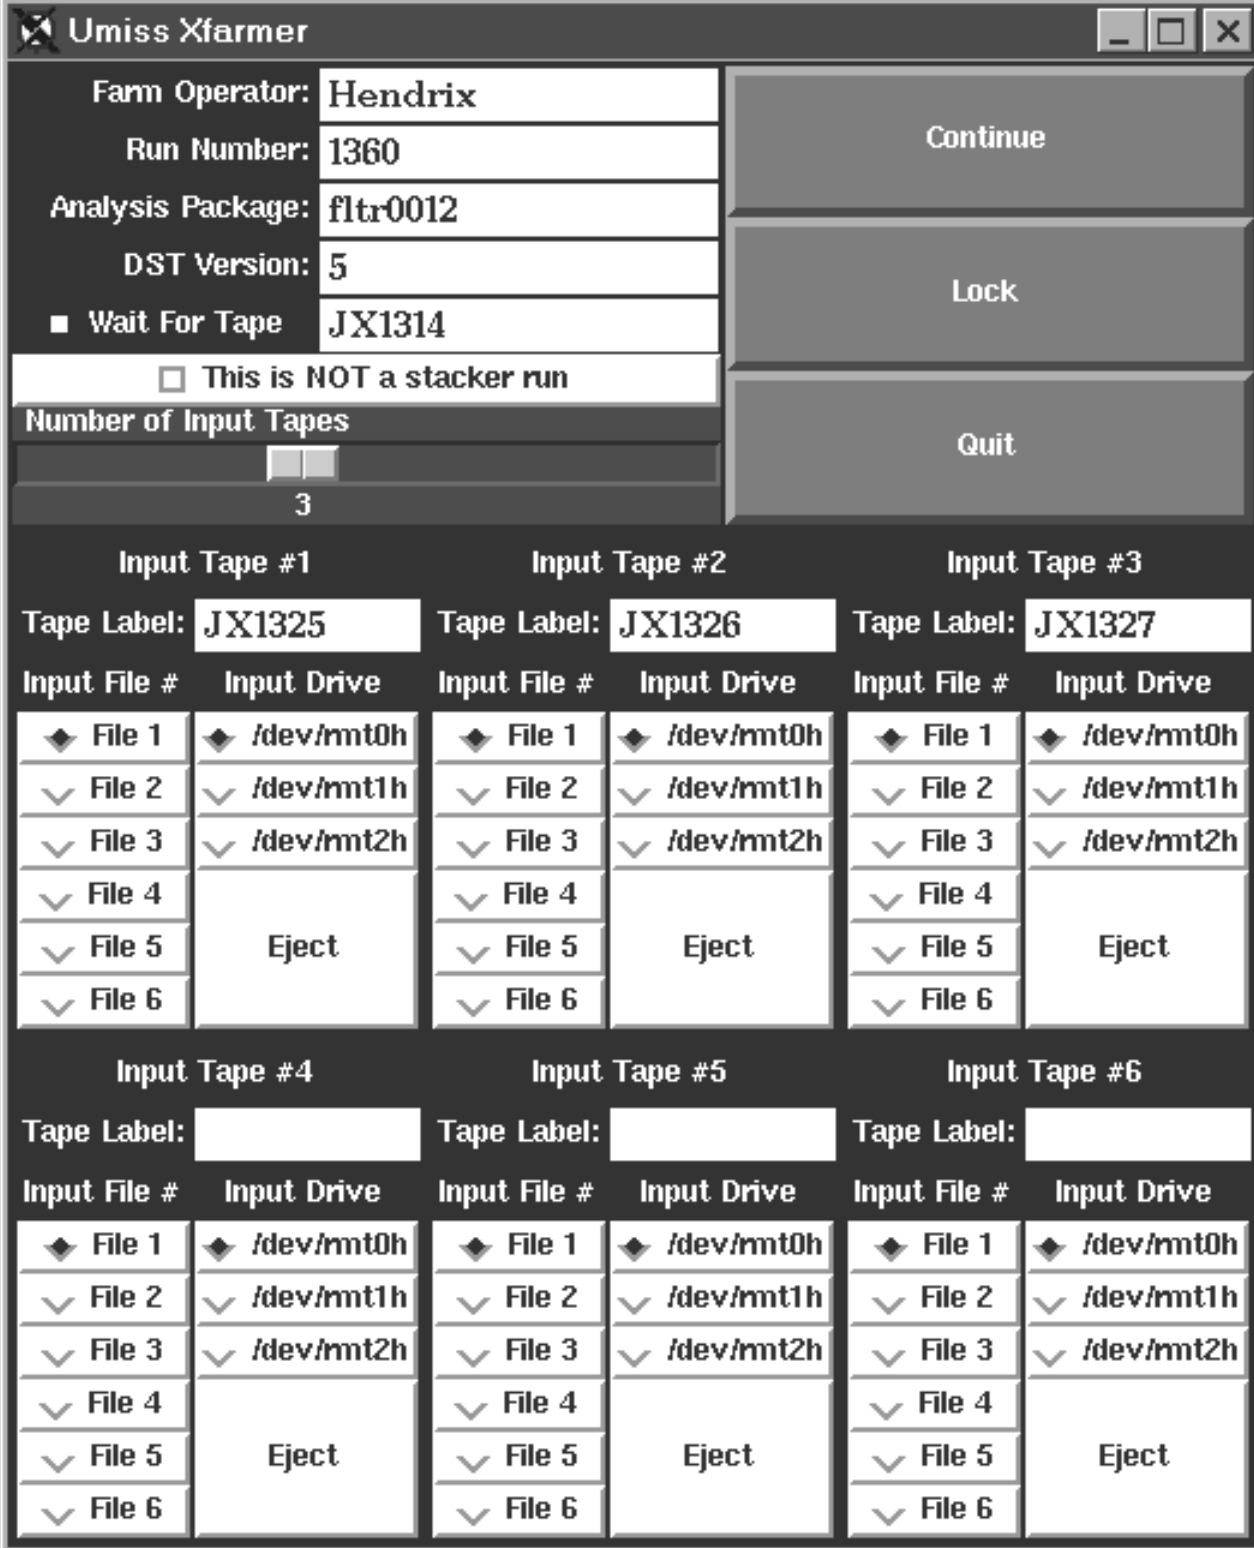 Umiss Xfarmer
Farm Operator: Hendrix
Run Number: 1360
Analysis Package: fltr0012
DST Version: 5
Wait For Tape JX1314
This is NOT a stacker run
Number of Input Tapes
3
Continue
Lock
Quit
Input Tape #1 Input Tape #2 Input Tape #3
Tape Label: JX1325 Tape Label: JX1326 Tape Label: JX1327
Input File # Input Drive Input File # Input Drive Input File # Input Drive
File 1 /dev/rmt0h File 1 /dev/rmt0h File 1 /dev/rmt0h
File 2 /dev/rmt1h File 2 /dev/rmt1h File 2 /dev/rmt1h
File 3 /dev/rmt2h File 3 /dev/rmt2h File 3 /dev/rmt2h
File 4 File 4 File 4
File 5 Eject File 5 Eject File 5 Eject
File 6 File 6 File 6
Input Tape #4 Input Tape #5 Input Tape #6
Tape Label: Tape Label: Tape Label:
Input File # Input Drive Input File # Input Drive Input File # Input Drive
File 1 /dev/rmt0h File 1 /dev/rmt0h File 1 /dev/rmt0h
File 2 /dev/rmt1h File 2 /dev/rmt1h File 2 /dev/rmt1h
File 3 /dev/rmt2h File 3 /dev/rmt2h File 3 /dev/rmt2h
File 4 File 4 File 4
File 5 Eject File 5 Eject File 5 Eject
File 6 File 6 File 6